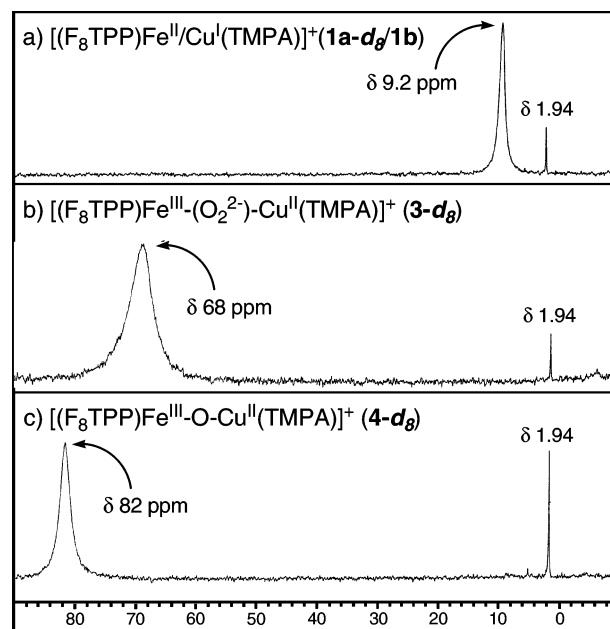 a) [(F₈TPP)Feᴵᴵ/Cuᴵ(TMPA)]⁺(1a-d₈/1b)
δ 9.2 ppm
δ 1.94
b) [(F₈TPP)Feᴵᴵᴵ-(O₂²⁻)-Cuᴵᴵ(TMPA)]⁺ (3-d₈)
δ 68 ppm
δ 1.94
c) [(F₈TPP)Feᴵᴵᴵ-O-Cuᴵᴵ(TMPA)]⁺ (4-d₈)
δ 82 ppm
δ 1.94
80 70 60 50 40 30 20 10 0